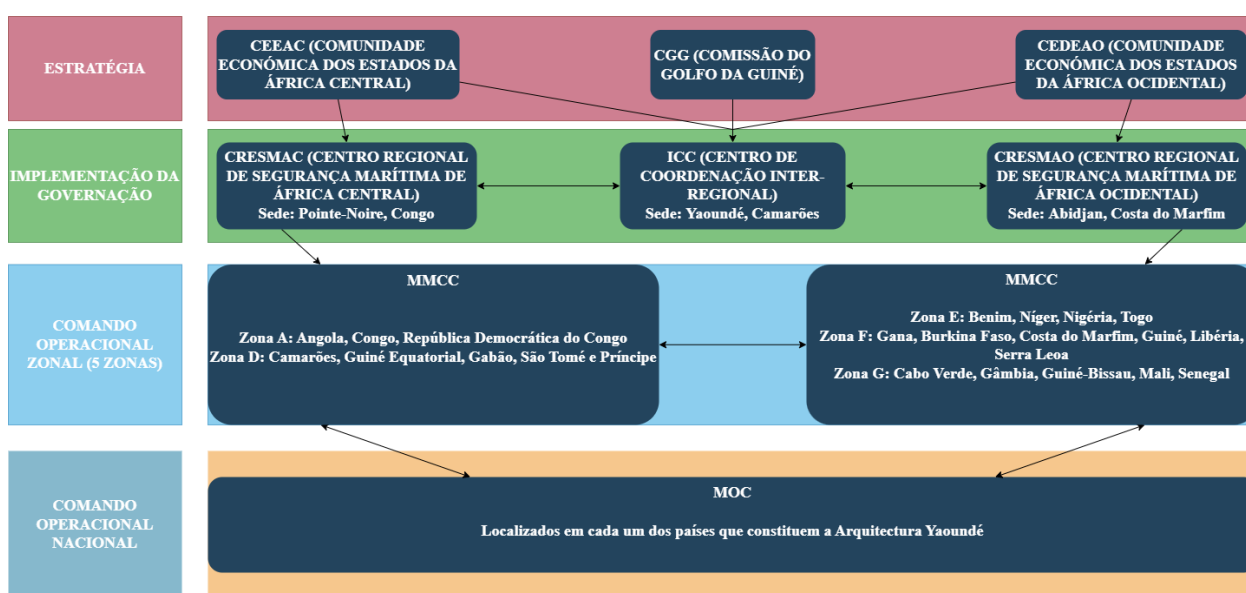 ESTRATÉGIA
CEEAC (COMUNIDADE
ECONÓMICA DOS ESTADOS DA
ÁFRICA CENTRAL)
CGG (COMISSÃO DO
GOLFO DA GUINÉ)
CEDEAO (COMUNIDADE
ECONÓMICA DOS ESTADOS
DA ÁFRICA OCIDENTAL)
IMPLEMENTAÇÃO DA
GOVERNAÇÃO
CRESMAC (CENTRO REGIONAL
DE SEGURANÇA MARÍTIMA DE
ÁFRICA CENTRAL)
Sede: Pointe-Noire, Congo
ICC (CENTRO DE
COORDENAÇÃO INTER-
REGIONAL)
Sede: Yaoundé, Camarões
CRESMAO (CENTRO REGIONAL
DE SEGURANÇA MARÍTIMA DE
ÁFRICA OCIDENTAL)
Sede: Abidjan, Costa do Marfim
COMANDO
OPERACIONAL
ZONAL (5 ZONAS)
MMCC
Zona A: Angola, Congo, República Democrática do Congo
Zona D: Camarões, Guiné Equatorial, Gabão, São Tomé e Príncipe
MMCC
Zona E: Benim, Níger, Nigéria, Togo
Zona F: Gana, Burkina Faso, Costa do Marfim, Guiné, Libéria,
Serra Leoa
Zona G: Cabo Verde, Gâmbia, Guiné-Bissau, Mali, Senegal
COMANDO
OPERACIONAL
NACIONAL
MOC
Localizados em cada um dos países que constituem a Arquitectura Yaoundé